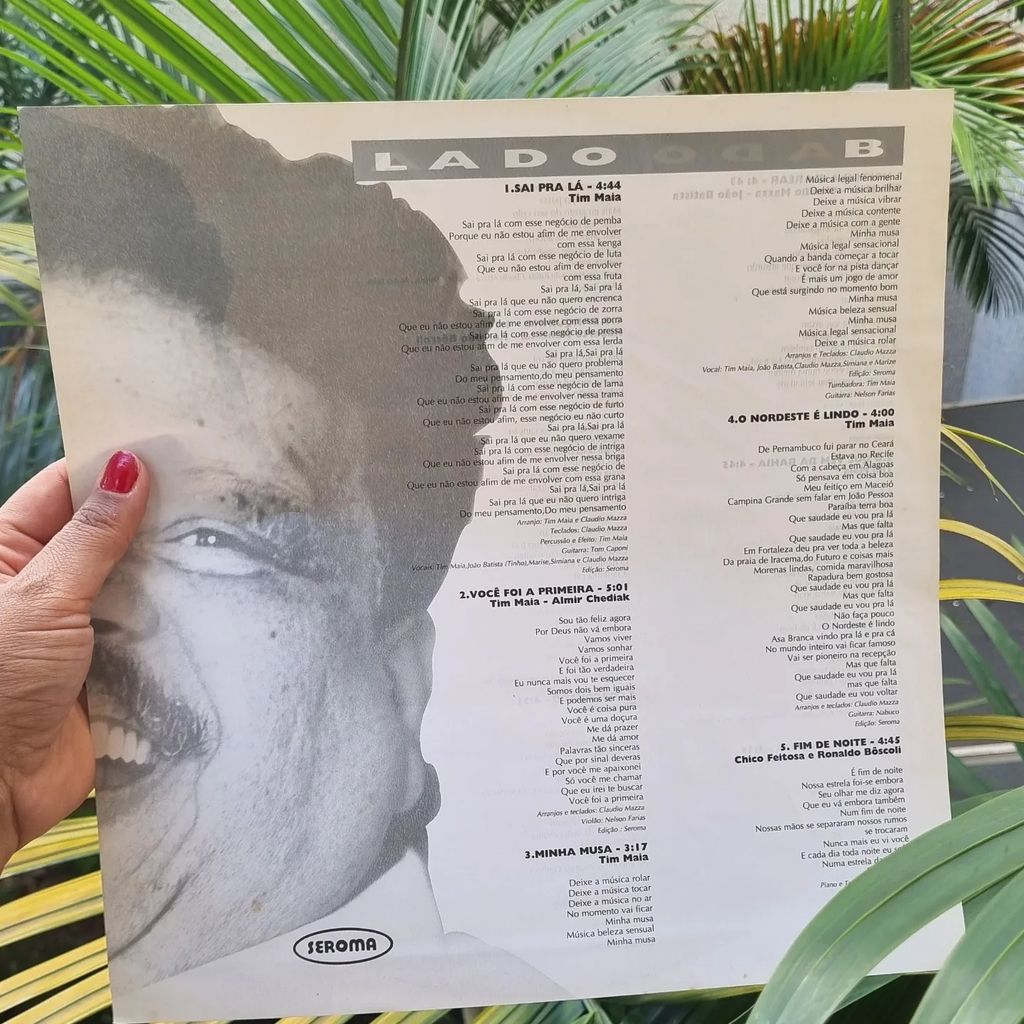 LADO B
1.SAI PRA LÁ - 4:44
Tim Maia
Sai pra lá com esse negócio de pemba
Porque eu não estou afim de me envolver
com essa kenga
Sai pra lá com esse negócio de luta
Que eu não estou afim de envolver
com essa fruta
Sai pra lá, Sai pra lá
Sai pra lá que eu não quero encrenca
Sai pra lá com esse negócio de zorra
Que eu não estou afim de me envolver com essa porra
Sai pra lá com esse negócio de pressa
Que eu não estou afim de me envolver com essa lerda
Sai pra lá,Sai pra lá
Sai pra lá que eu não quero problema
Do meu pensamento,do meu pensamento
Sai pra lá com esse negócio de lama
Que eu não estou afim de me envolver nessa trama
Sai pra lá com esse negócio de furto
Que eu não estou afim, esse negócio eu não curto
Sai pra lá,Sai pra lá
Sai pra lá que eu não quero vexame
Sai pra lá com esse negócio de intriga
Que eu não estou afim de me envolver nessa briga
Sai pra lá com esse negócio de
Que eu não estou afim de me envolver com essa grana
Sai pra lá,Sai pra lá
Sai pra lá que eu não quero intriga
Do meu pensamento,Do meu pensamento
Arranjo: Tim Maia e Claudio Mazza
Teclados: Claudio Mazza
Percussão e Efeito: Tim Maia
Guitarra: Tom Caponi
Vocais: Tim Maia,João Batista (Tinho),Marise,Simiana e Claudio Mazza
Edição: Seroma
2.VOCÊ FOI A PRIMEIRA - 5:01
Tim Maia - Almir Chediak
Sou tão feliz agora
Por Deus não vá embora
Vamos viver
Vamos sonhar
Você foi a primeira
E foi tão verdadeira
Eu nunca mais vou te esquecer
Somos dois bem iguais
E podemos ser mais
Você é coisa pura
Você é uma doçura
Me dá prazer
Me dá amor
Palavras tão sinceras
Que por sinal deveras
E por você me apaixonei
Só você me chamar
Que eu irei te buscar
Você foi a primeira
Arranjos e teclados: Claudio Mazza
Violão: Nelson Farias
Edição : Seroma
3.MINHA MUSA - 3:17
Tim Maia
Deixe a música rolar
Deixe a música tocar
Deixe a música no ar
No momento vai ficar
Minha musa
Música beleza sensual
Minha musa
Música legal fenomenal
Deixe a música brilhar
Deixe a música vibrar
Deixe a música contente
Deixe a música com a gente
Minha musa
Música legal sensacional
Quando a banda começar a tocar
E você for na pista dançar
É mais um jogo de amor
Que está surgindo no momento bom
Minha musa
Música beleza sensual
Minha musa
Música legal sensacional
Deixe a música rolar
Arranjos e Teclados: Claudio Mazza
Vocal: Tim Maia, João Batista,Claudio Mazza,Simiana e Marize
Edição: Seroma
Tumbadora: Tim Maia
Guitarra: Nelson Farias
4.O NORDESTE É LINDO - 4:00
Tim Maia
De Pernambuco fui parar no Ceará
Estava no Recife
Com a cabeça em Alagoas
Só pensava em coisa boa
Meu feitiço em Maceió
Campina Grande sem falar em João Pessoa
Paraíba terra boa
Que saudade eu vou pra lá
Mas que falta
Que saudade eu vou pra lá
Em Fortaleza deu pra ver toda a beleza
Da praia de Iracema,do Futuro e coisas mais
Morenas lindas, comida maravilhosa
Rapadura bem gostosa
Que saudade eu vou pra lá
Mas que falta
Que saudade eu vou pra lá
Não faça pouco
O Nordeste é lindo
Asa Branca vindo pra lá e pra cá
No mundo inteiro vai ficar famoso
Vai ser pioneiro na recepção
Mas que falta
Que saudade eu vou pra lá
mas que falta
Que saudade eu vou voltar
Arranjos e teclados: Claudio Mazza
Guitarra: Nabuco
Edição: Seroma
5. FIM DE NOITE - 4:45
Chico Feitosa e Ronaldo Bôscoli
É fim de noite
Nossa estrela foi-se embora
Seu olhar me diz agora
Que eu vá embora também
Num fim de noite
Nossas mãos se separaram nossos rumos
se trocaram
Nunca mais eu vi você
E cada dia toda noite eu
Numa estrela
Piano e
SEROMA